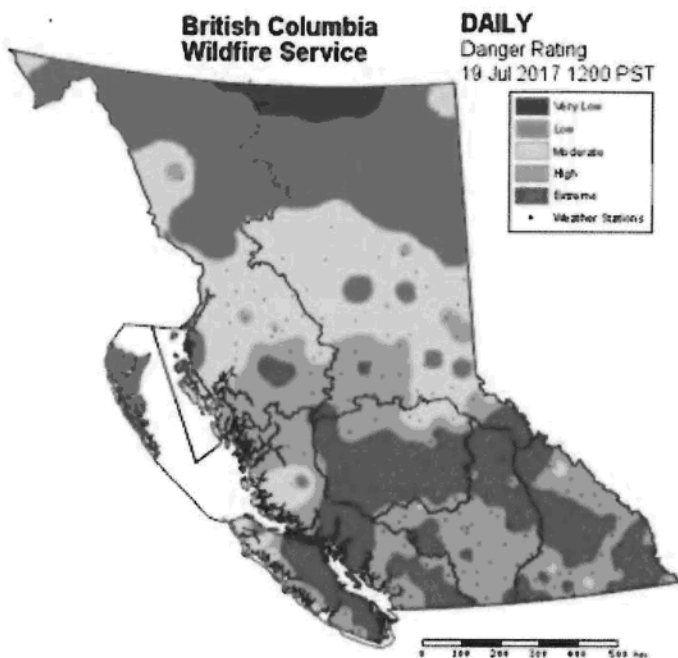 British Columbia
Wildfire Service
DAILY
Danger Rating
19 Jul 2017 1200 PST
Very Low
Low
Moderate
High
Extreme
Weather Stations
0 100 200 300 400 500